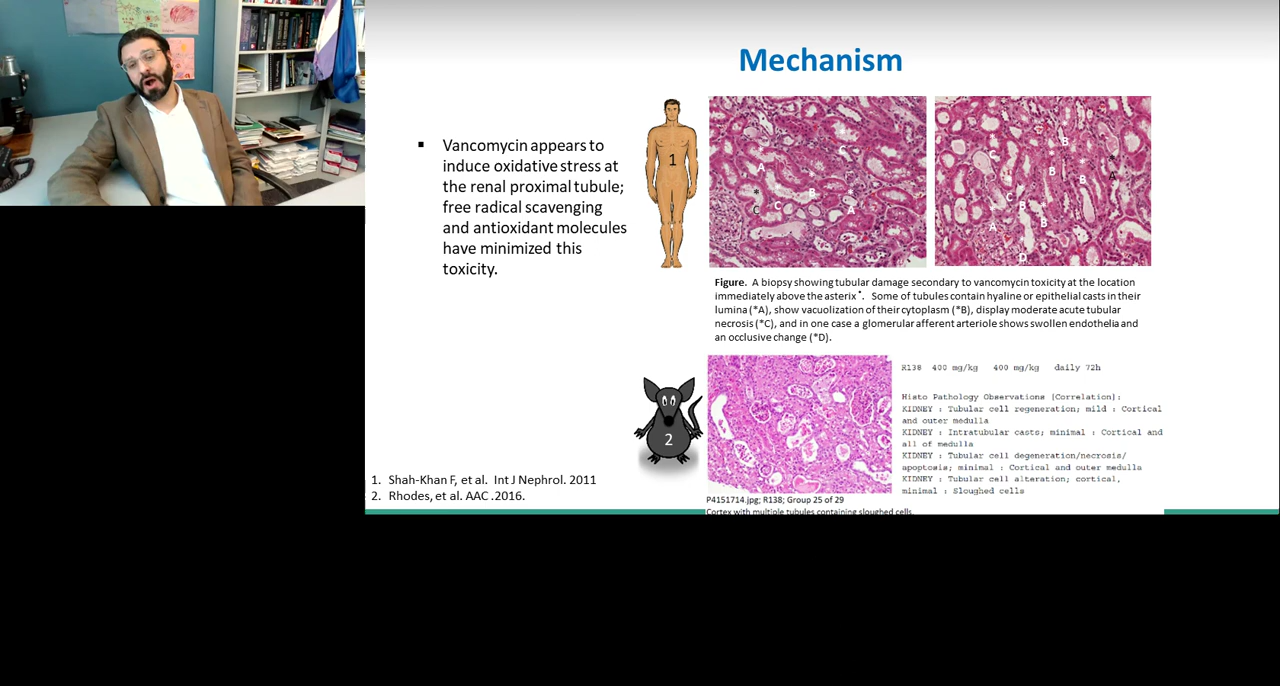 Mechanism
▪ Vancomycin appears to
induce oxidative stress at
the renal proximal tubule;
free radical scavenging
and antioxidant molecules
have minimized this
toxicity.
1
A
C
B
C
A
C
B
C
B
B
A
C
B
B
A
D
Figure. A biopsy showing tubular damage secondary to vancomycin toxicity at the location
immediately above the asterix *. Some of tubules contain hyaline or epithelial casts in their
lumina (*A), show vacuolization of their cytoplasm (*B), display moderate acute tubular
necrosis (*C), and in one case a glomerular afferent arteriole shows swollen endothelia and
an occlusive change (*D).
2
R138 400 mg/kg 400 mg/kg daily 72h
Histo Pathology Observations [Correlation]:
KIDNEY : Tubular cell regeneration; mild : Cortical
and outer medulla
KIDNEY : Intratubular casts; minimal : Cortical and
all of medulla
KIDNEY : Tubular cell degeneration/necrosis/
apoptosis; minimal : Cortical and outer medulla
KIDNEY : Tubular cell alteration; cortical,
minimal : Sloughed cells
P4151714.jpg; R138; Group 25 of 29
Cortex with multiple tubules containing sloughed cells.
1. Shah-Khan F, et al. Int J Nephrol. 2011
2. Rhodes, et al. AAC .2016.